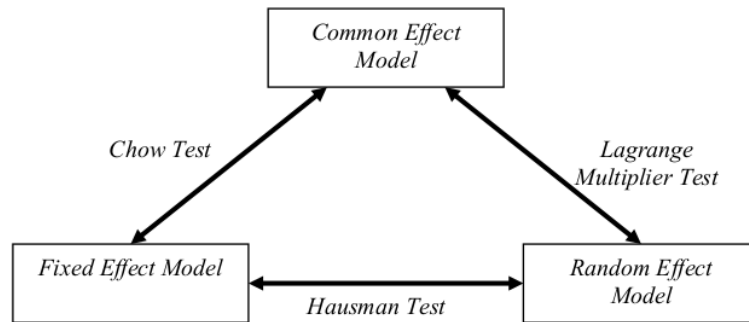 Common Effect
Model
Chow Test
Lagrange
Multiplier Test
Fixed Effect Model
Random Effect
Model
Hausman Test